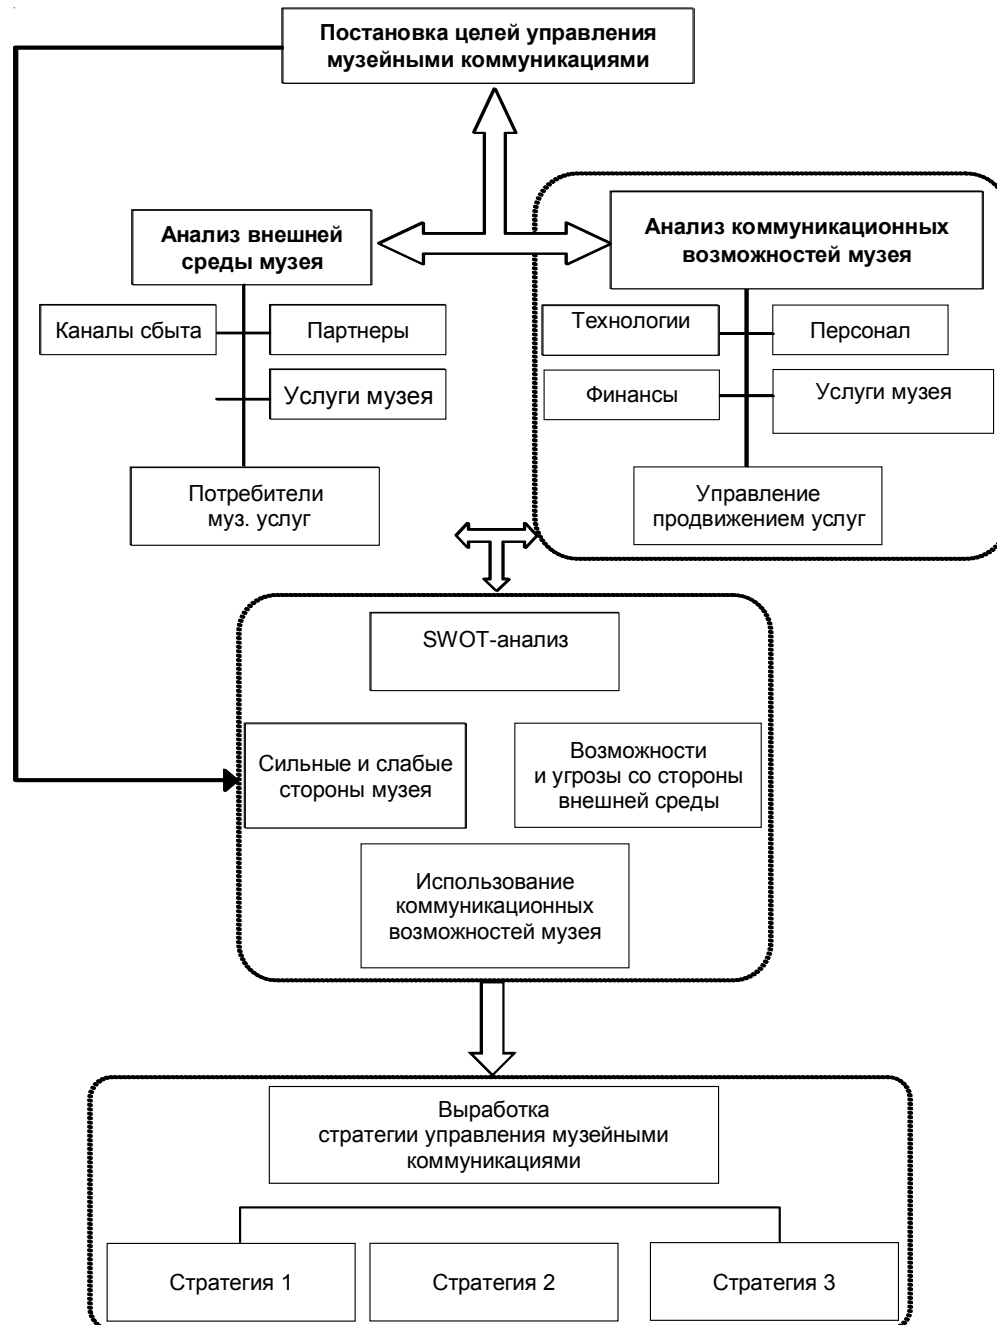 Постановка целей управления
музейными коммуникациями
Анализ внешней
среды музея
Анализ коммуникационных
возможностей музея
Каналы сбыта
Партнеры
Услуги музея
Потребители
муз. услуг
Технологии
Персонал
Финансы
Услуги музея
Управление
продвижением услуг
SWOT-анализ
Сильные и слабые
стороны музея
Возможности
и угрозы со стороны
внешней среды
Использование
коммуникационных
возможностей музея
Выработка
стратегии управления музейными
коммуникациями
Стратегия 1
Стратегия 2
Стратегия 3